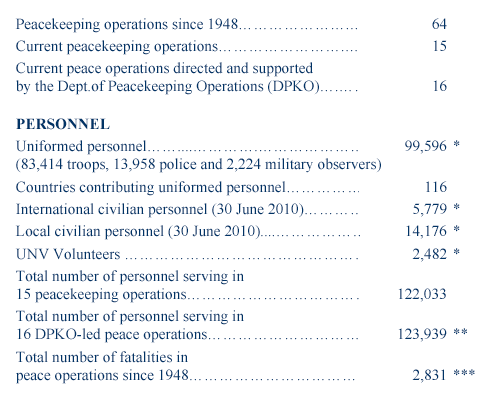 Peacekeeping operations since 1948………………… 64
Current peacekeeping operations…………………….. 15
Current peace operations directed and supported
by the Dept.of Peacekeeping Operations (DPKO)……. 16
PERSONNEL
Uniformed personnel……....……………………….. 99,596 *
(83,414 troops, 13,958 police and 2,224 military observers)
Countries contributing uniformed personnel…………… 116
International civilian personnel (30 June 2010)……….. 5,779 *
Local civilian personnel (30 June 2010)....…………….. 14,176 *
UNV Volunteers …………………………………….. 2,482 *
Total number of personnel serving in
15 peacekeeping operations…………………………. 122,033
Total number of personnel serving in
16 DPKO-led peace operations……………………… 123,939 **
Total number of fatalities in
peace operations since 1948………………………… 2,831 ***